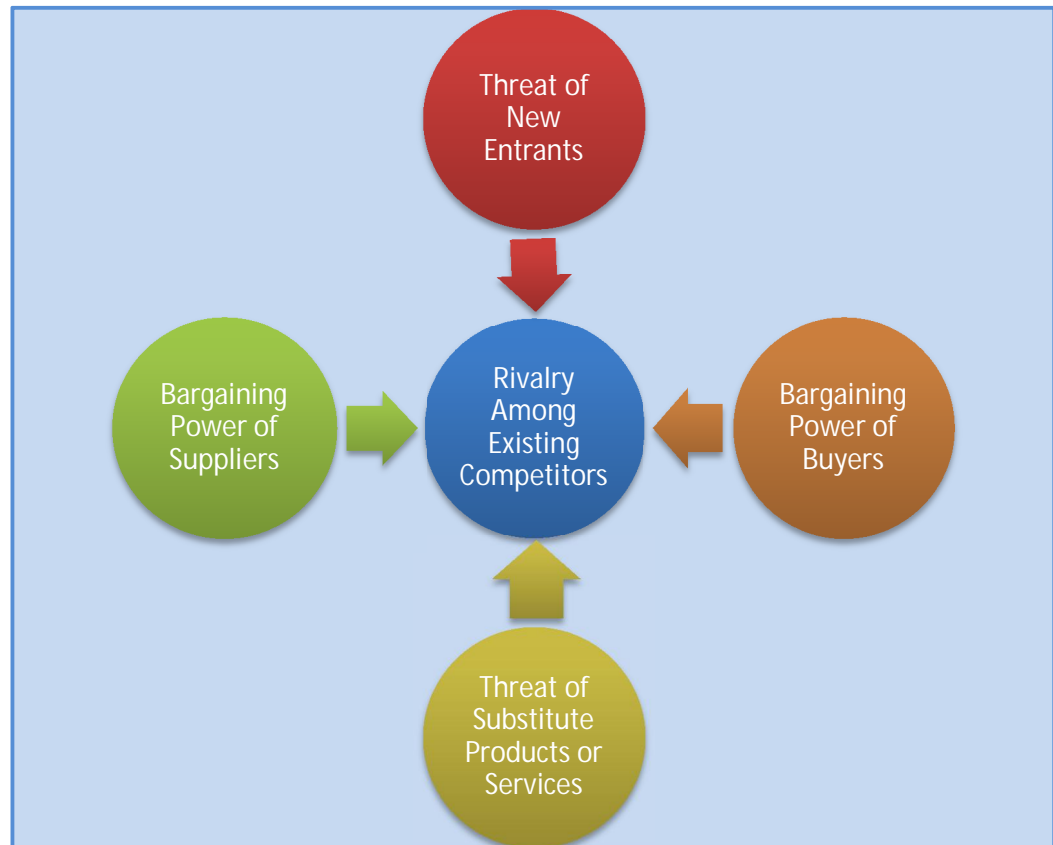 Threat of
New
Entrants
Bargaining
Power of
Suppliers
Rivalry
Among
Existing
Competitors
Bargaining
Power of
Buyers
Threat of
Substitute
Products or
Services